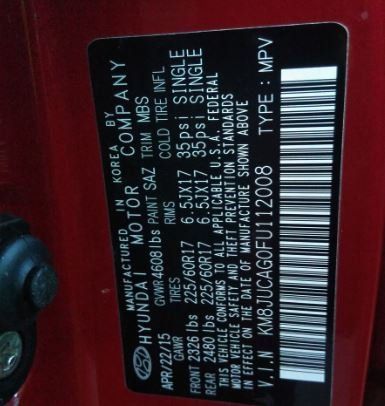 MANUFACTURED IN KOREA BY
HYUNDAI MOTOR COMPANY
APR/22/15 GVWR4608lbs PAINT SAZ TRIM MBS
GAWR TIRES RIMS COLD TIRE INFL
FRONT 2326 lbs 225/60R17 6.5JX17 35psi SINGLE
REAR 2480 lbs 225/60R17 6.5JX17 35psi SINGLE
THIS VEHICLE CONFORMS TO ALL APPLICABLE U.S.A. FEDERAL
MOTOR VEHICLE SAFETY AND THEFT PREVENTION STANDARDS
IN EFFECT ON THE DATE OF MANUFACTURE SHOWN ABOVE
V.I.N : KM8JUCAG0FU112008 TYPE : MPV